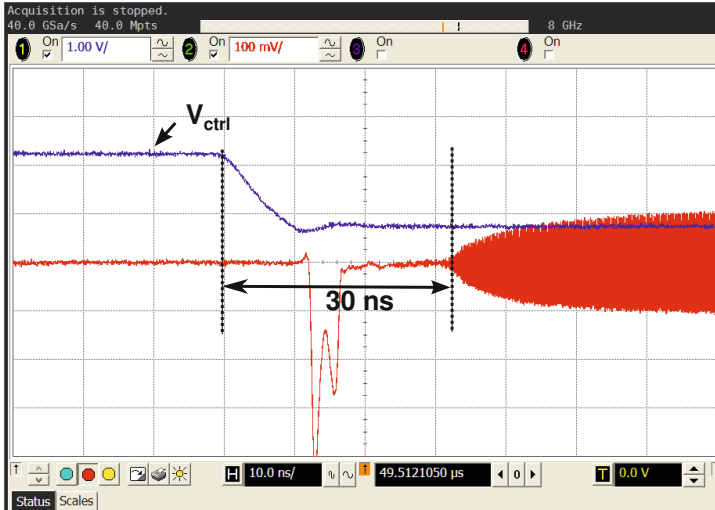 Acquisition is stopped.
40.0 GSa/s 40.0 Mpts 8 GHz
1 On 1.00 V/ 2 On 100 mV/ 3 On 4 On
Vctrl
30 ns
H 10.0 ns/ 49.5121050 µs 0 T 0.0 V
Status Scales